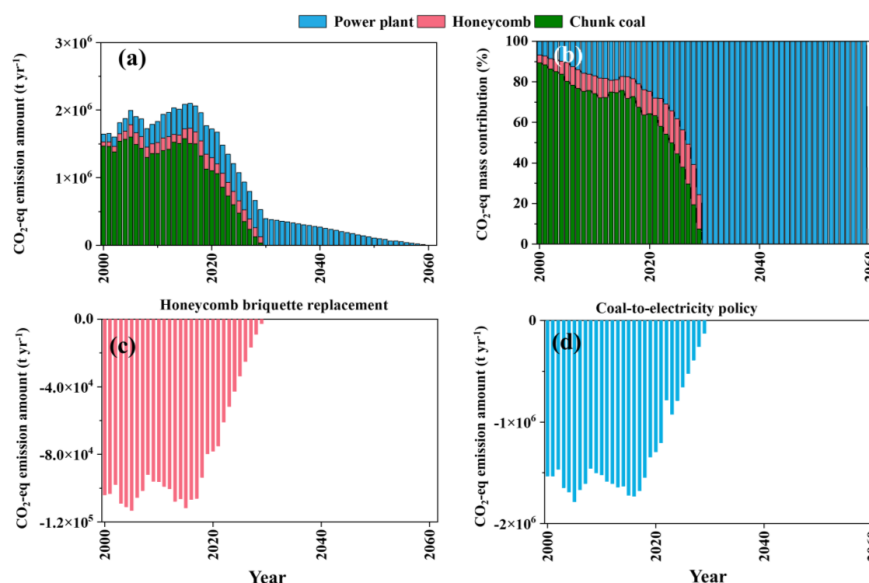 Power plant Honeycomb Chunk coal
(a)
CO₂-eq emission amount (t yr⁻¹)
3×10⁶
2×10⁶
1×10⁶
0
2000 2020 2040 2060
(b)
CO₂-eq mass contribution (%)
100
80
60
40
20
0
2000 2020 2040 2060
Honeycomb briquette replacement
(c)
CO₂-eq emission amount (t yr⁻¹)
0.0
-4.0×10⁴
-8.0×10⁴
-1.2×10⁵
2000 2020 2040 2060
Year
Coal-to-electricity policy
(d)
CO₂-eq emission amount (t yr⁻¹)
0
-1×10⁶
-2×10⁶
2000 2020 2040 2060
Year